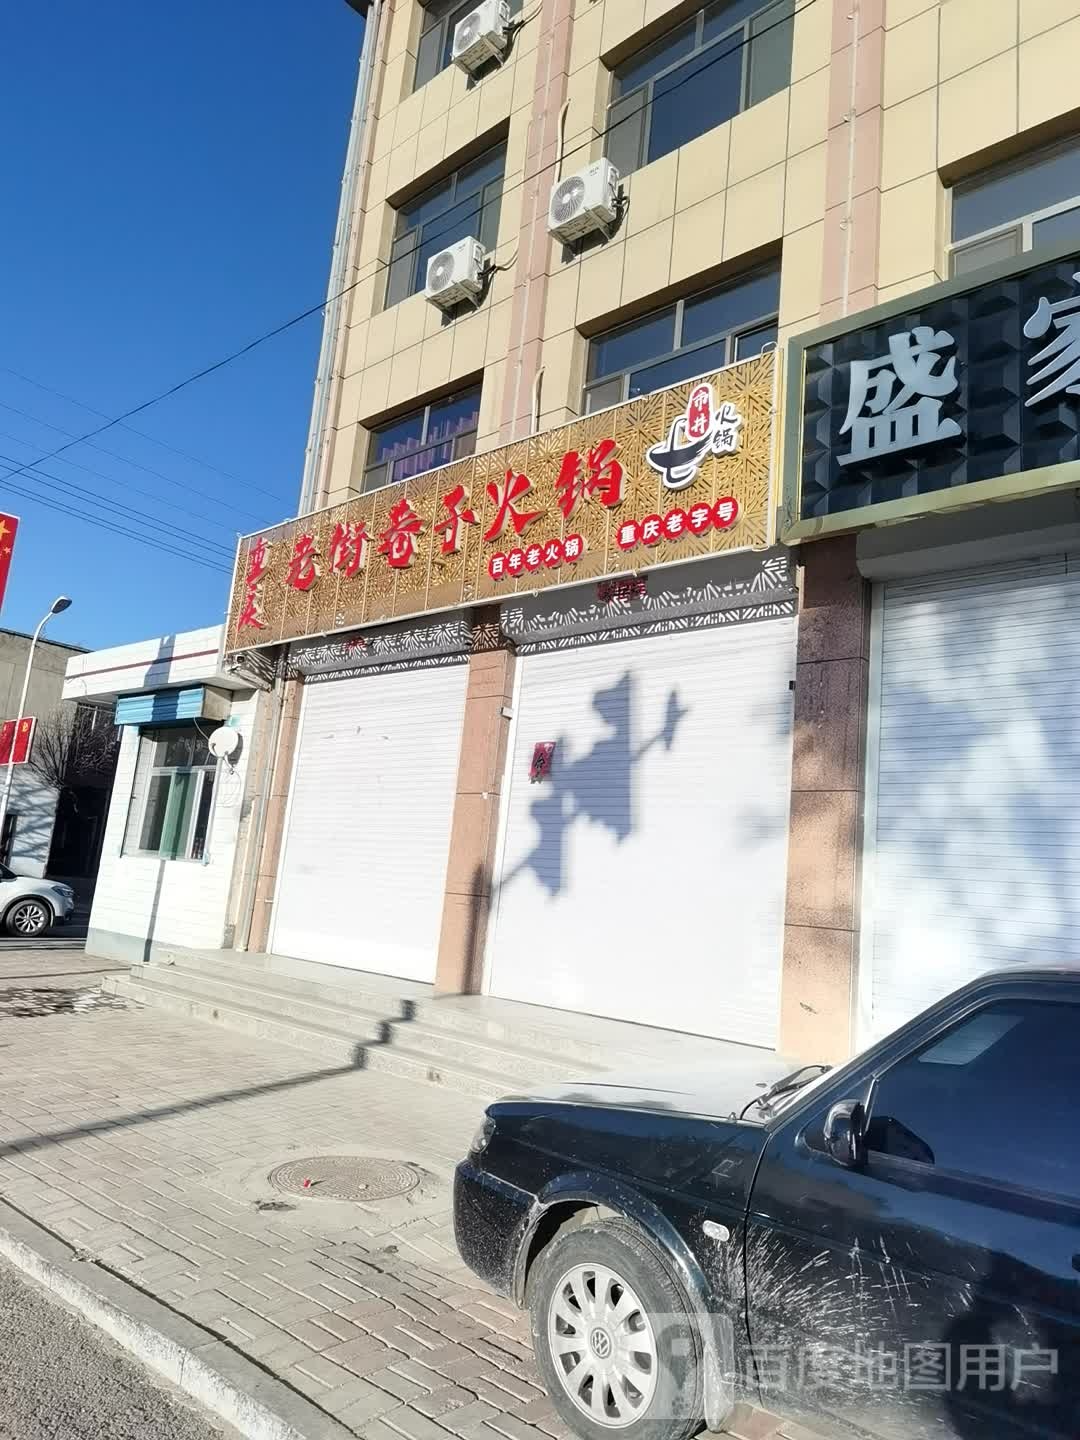 重庆
老街巷子火锅
市井
火锅
百年老火锅
重庆老字号
盛家
百度地图用户